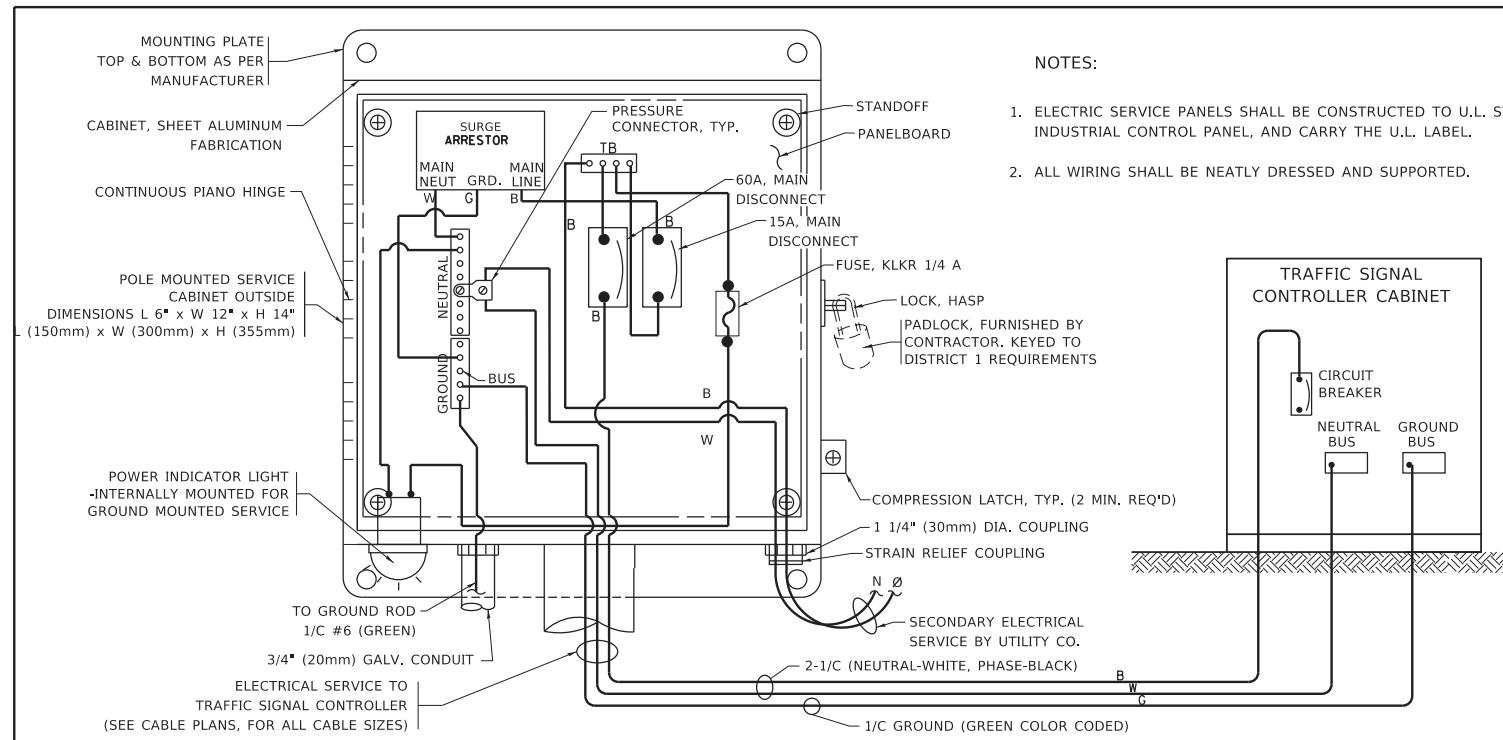 MOUNTING PLATE
TOP & BOTTOM AS PER
MANUFACTURER
CABINET, SHEET ALUMINUM
FABRICATION
CONTINUOUS PIANO HINGE
POLE MOUNTED SERVICE
CABINET OUTSIDE
DIMENSIONS L 6" x W 12" x H 14"
L (150mm) x W (300mm) x H (355mm)
POWER INDICATOR LIGHT
-INTERNALLY MOUNTED FOR
GROUND MOUNTED SERVICE
SURGE
ARRESTOR
MAIN
NEUT
GRD.
MAIN
LINE
W
G
B
PRESSURE
CONNECTOR, TYP.
TB
NEUTRAL
GROUND
BUS
B
B
B
B
W
STANDOFF
PANELBOARD
60A, MAIN
DISCONNECT
15A, MAIN
DISCONNECT
FUSE, KLKR 1/4 A
LOCK, HASP
PADLOCK, FURNISHED BY
CONTRACTOR. KEYED TO
DISTRICT 1 REQUIREMENTS
COMPRESSION LATCH, TYP. (2 MIN. REQ'D)
1 1/4" (30mm) DIA. COUPLING
STRAIN RELIEF COUPLING
N Ø
SECONDARY ELECTRICAL
SERVICE BY UTILITY CO.
TO GROUND ROD
1/C #6 (GREEN)
3/4" (20mm) GALV. CONDUIT
ELECTRICAL SERVICE TO
TRAFFIC SIGNAL CONTROLLER
(SEE CABLE PLANS, FOR ALL CABLE SIZES)
2-1/C (NEUTRAL-WHITE, PHASE-BLACK)
B
W
G
1/C GROUND (GREEN COLOR CODED)
NOTES:
1. ELECTRIC SERVICE PANELS SHALL BE CONSTRUCTED TO U.L.
INDUSTRIAL CONTROL PANEL, AND CARRY THE U.L. LABEL.
2. ALL WIRING SHALL BE NEATLY DRESSED AND SUPPORTED.
TRAFFIC SIGNAL
CONTROLLER CABINET
CIRCUIT
BREAKER
NEUTRAL
BUS
GROUND
BUS